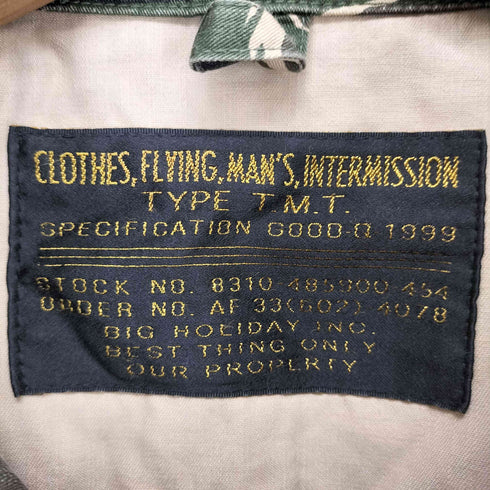 CLOTHES, FLYING, MAN'S, INTERMISSION
TYPE T.M.T.
SPECIFICATION GOOD-Q 1999
STOCK NO. 8310-485900-454
ORDER NO. AF 33(602) 4078
BIG HOLIDAY INC.
BEST THING ONLY
OUR PROPERTY